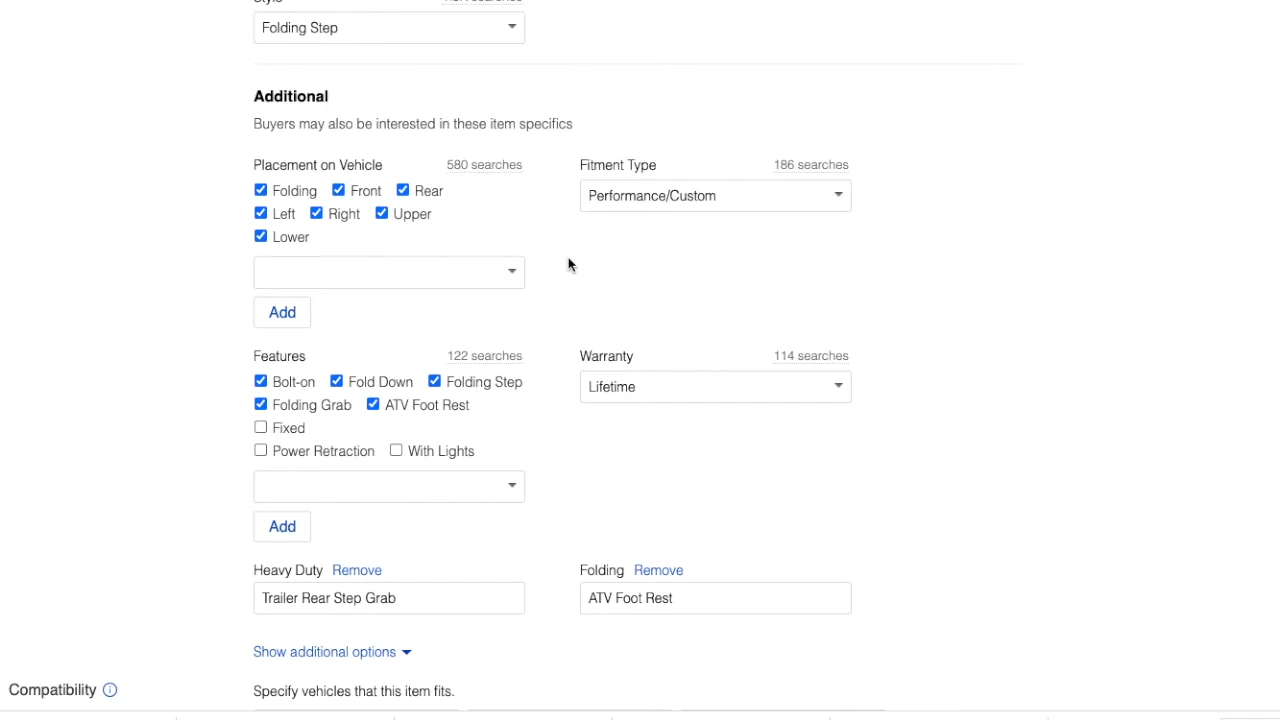 Folding Step
Additional
Buyers may also be interested in these item specifics
Placement on Vehicle 580 searches
Folding Front Rear
Left Right Upper
Lower
Add
Fitment Type 186 searches
Performance/Custom
Features 122 searches
Bolt-on Fold Down Folding Step
Folding Grab ATV Foot Rest
Fixed
Power Retraction With Lights
Add
Warranty 114 searches
Lifetime
Heavy Duty Remove
Trailer Rear Step Grab
Folding Remove
ATV Foot Rest
Show additional options
Compatibility
Specify vehicles that this item fits.